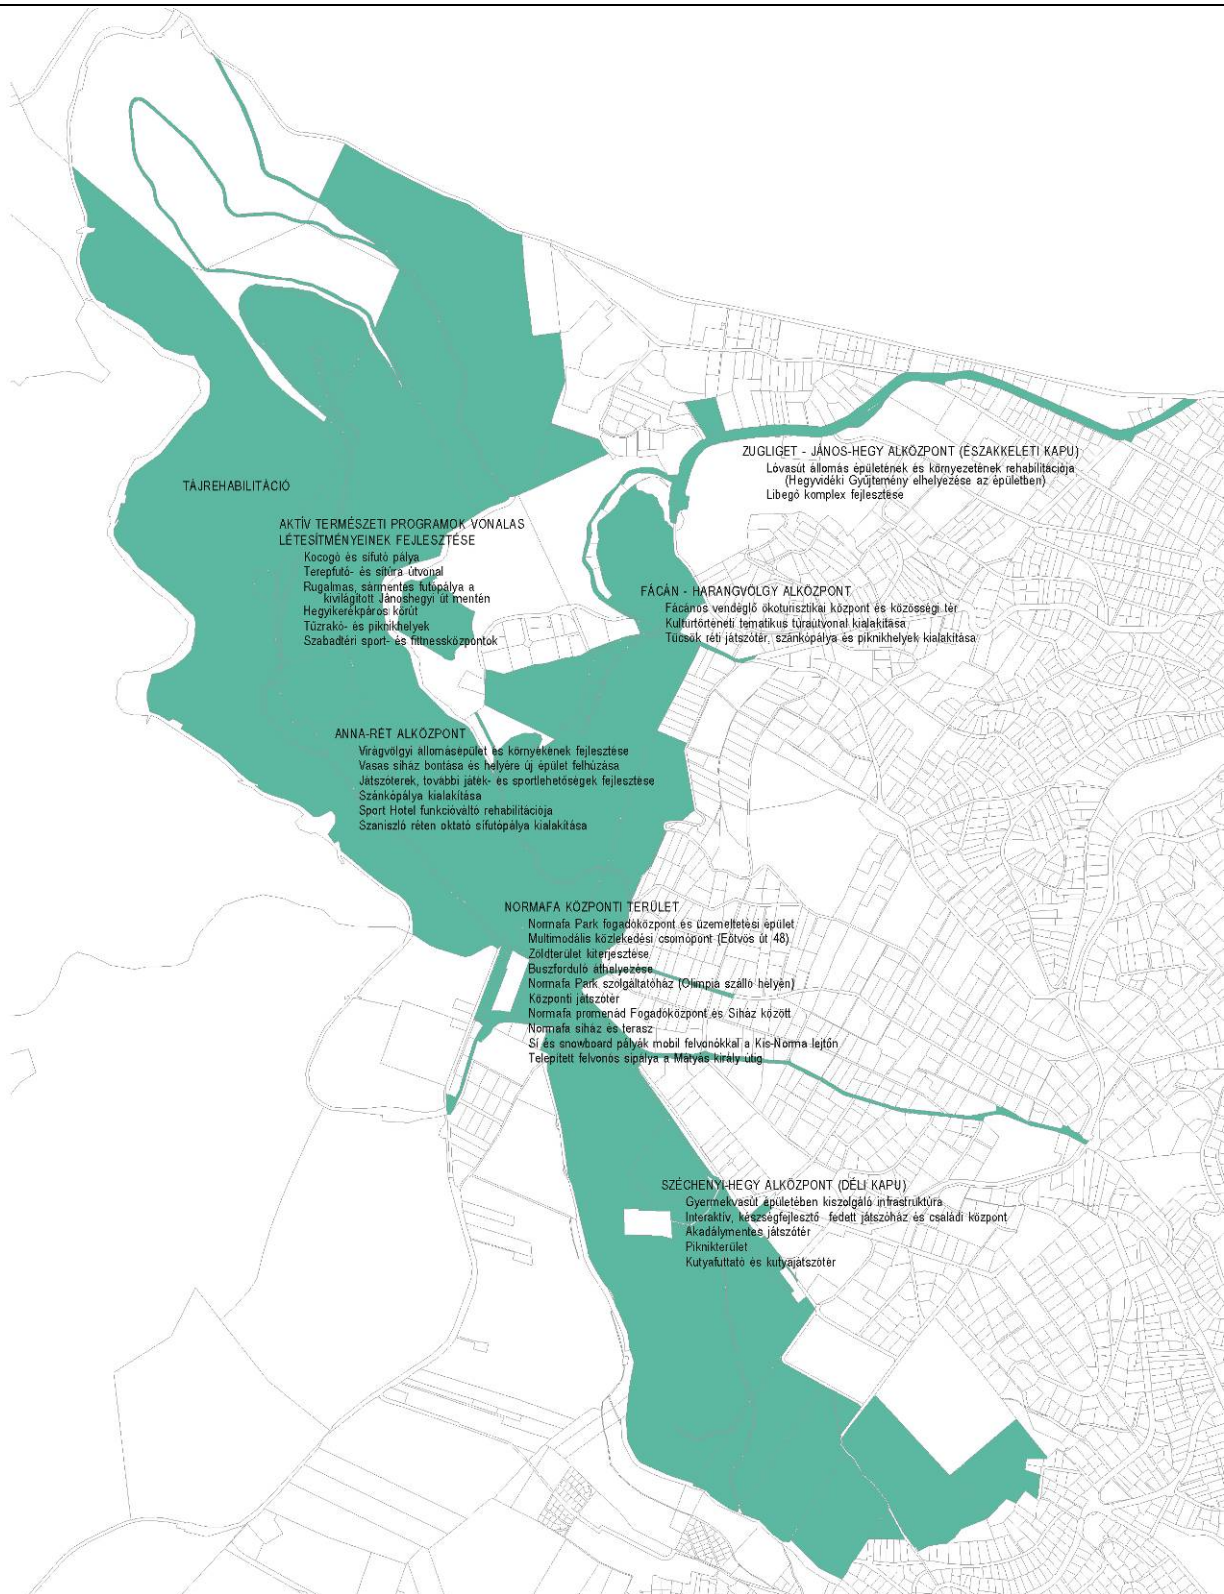 ZUGLIGET - JÁNOS-HEGY ALKÖZPONT (ÉSZAKKELETI KAPU)
Lóvasút állomás épületének és környezetének rehabilitációja
(Hegyvidéki Gyűjtemény elhelyezése az épületben)
Libegő komplex fejlesztése
TÁJREHABILITÁCIÓ
AKTÍV TERMÉSZETI PROGRAMOK VONALAS
LÉTESÍTMÉNYEINEK FEJLESZTÉSE
Kocogó és sífutó pálya
Terepfutó- és sítúra útvonal
Rugalmas, sármentes futópálya a
kivilágított Jánoshegyi út mentén
Hegyikerékpáros körút
Tűzrakó- és piknikhelyek
Szabadtéri sport- és fittnessközpontok
FÁCÁN - HARANGVÖLGY ALKÖZPONT
Fácános vendéglő ökoturisztikai központ és közösségi tér
Kultúrtörténeti tematikus túraútvonal kialakítása
Tücsök réti játszótér, szánkópálya és piknikhelyek kialakítása
ANNA-RÉT ALKÖZPONT
Virágvölgyi állomásépület és környékének fejlesztése
Vasas síház bontása és helyére új épület felhúzása
Játszóterek, további játék- és sportlehetőségek fejlesztése
Szánkópálya kialakítása
Sport Hotel funkcióváltó rehabilitációja
Szaniszló réten oktató sífutópálya kialakítása
NORMAFA KÖZPONTI TERÜLET
Normafa Park fogadóközpont és üzemeltetési épület
Multimodális közlekedési csomópont (Eötvös út 48)
Zöldterület kiterjesztése
Buszforduló áthelyezése
Normafa Park szolgáltatóház (Olimpia szálló helyén)
Központi játszótér
Normafa promenád Fogadóközpont és Síház között
Normafa síház és terasz
Sí és snowboard pályák mobil felvonókkal a Kis-Norma lejtőn
Telepített felvonós sípálya a Mátyás király útig
SZÉCHENYI-HEGY ALKÖZPONT (DÉLI KAPU)
Gyermekvasút épületében kiszolgáló infrastruktúra
Interaktív, készségfejlesztő fedett játszóház és családi központ
Akadálymentes játszótér
Piknikterület
Kutyafuttató és kutyajátszótér